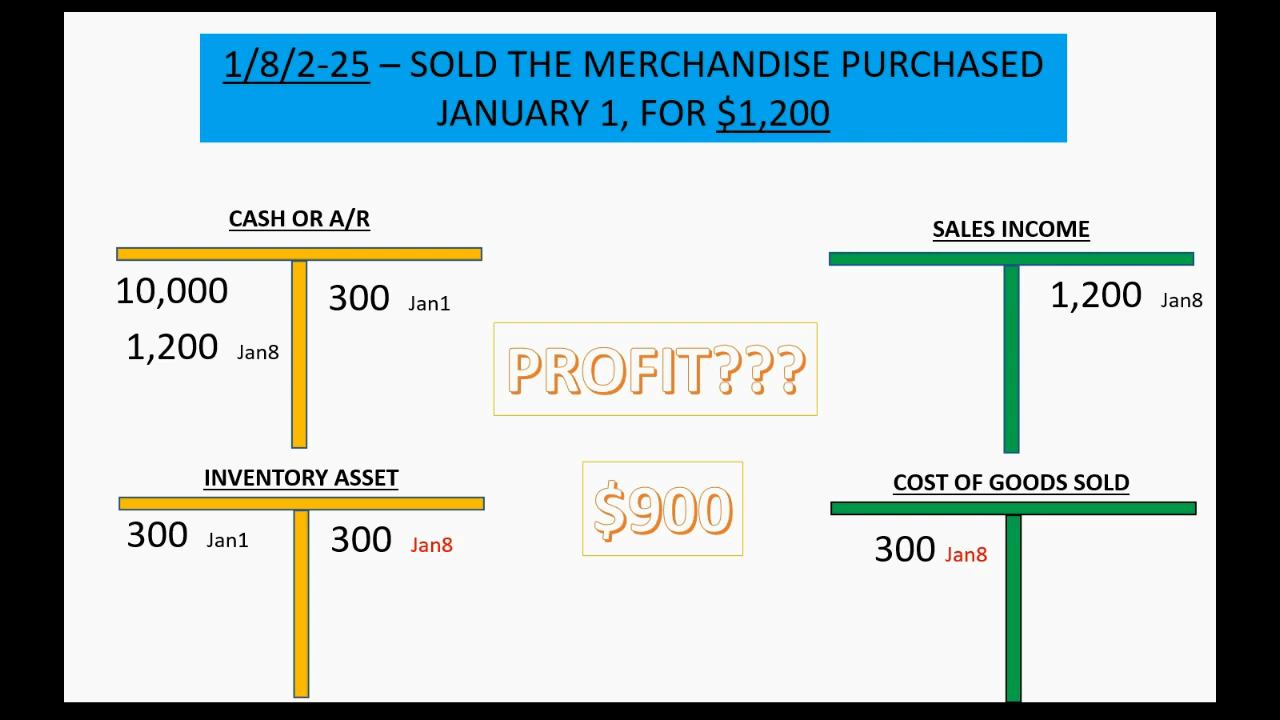 1/8/2-25 – SOLD THE MERCHANDISE PURCHASED
JANUARY 1, FOR $1,200
CASH OR A/R
10,000
300 Jan1
1,200 Jan8
SALES INCOME
1,200 Jan8
PROFIT???
$900
INVENTORY ASSET
300 Jan1
300 Jan8
COST OF GOODS SOLD
300 Jan8